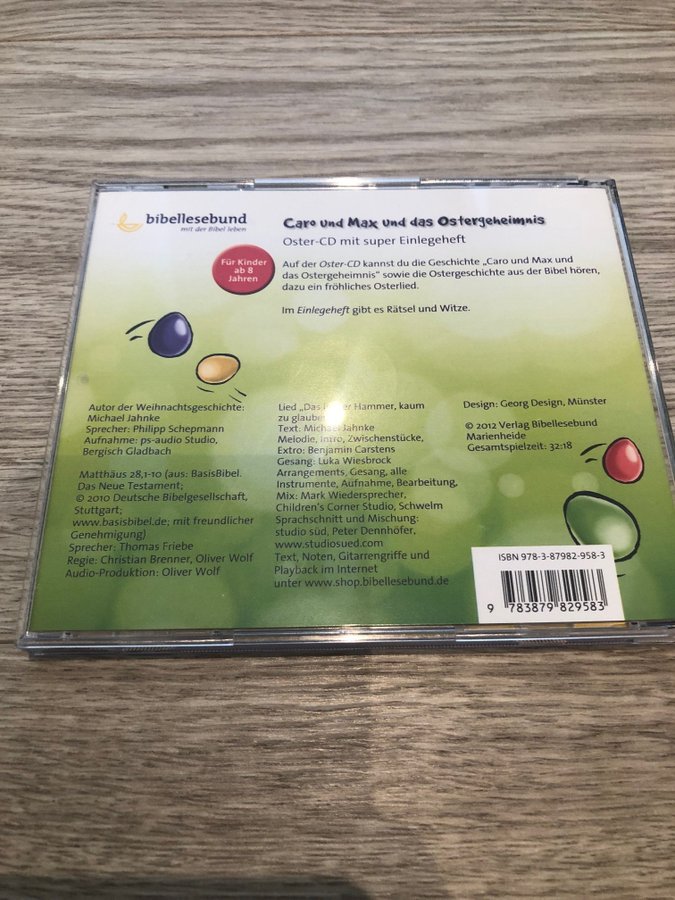 bibellesebund
mit der Bibel leben
Caro und Max und das Ostergeheimnis
Oster-CD mit super Einlegeheft
Für Kinder
ab 8
Jahren
Auf der Oster-CD kannst du die Geschichte „Caro und Max und
das Ostergeheimnis“ sowie die Ostergeschichte aus der Bibel hören,
dazu ein fröhliches Osterlied.
Im Einlegeheft gibt es Rätsel und Witze.
Autor der Weihnachtsgeschichte:
Michael Jahnke
Sprecher: Philipp Schepmann
Aufnahme: ps-audio Studio,
Bergisch Gladbach
Matthäus 28,1-10 (aus: BasisBibel.
Das Neue Testament;
© 2010 Deutsche Bibelgesellschaft,
Stuttgart;
www.basisbibel.de; mit freundlicher
Genehmigung)
Sprecher: Thomas Friebe
Regie: Christian Brenner, Oliver Wolf
Audio-Produktion: Oliver Wolf
Lied „Das Hammer, kaum
zu glauben
Text: Michael Jahnke
Melodie, Intro, Zwischenstücke,
Extro: Benjamin Carstens
Gesang: Luka Wiesbrock
Arrangements, Gesang, alle
Instrumente, Aufnahme, Bearbeitung,
Mix: Mark Wiedersprecher,
Children's Corner Studio, Schwelm
Sprachschnitt und Mischung:
studio süd, Peter Dennhöfer,
www.studiosued.com
Text, Noten, Gitarrengriffe und
Playback im Internet
unter www.shop.bibellesebund.de
Design: Georg Design, Münster
© 2012 Verlag Bibellesebund
Marienheide
Gesamtspielzeit: 32:18
ISBN 978-3-87982-958-3
9 783879 829583